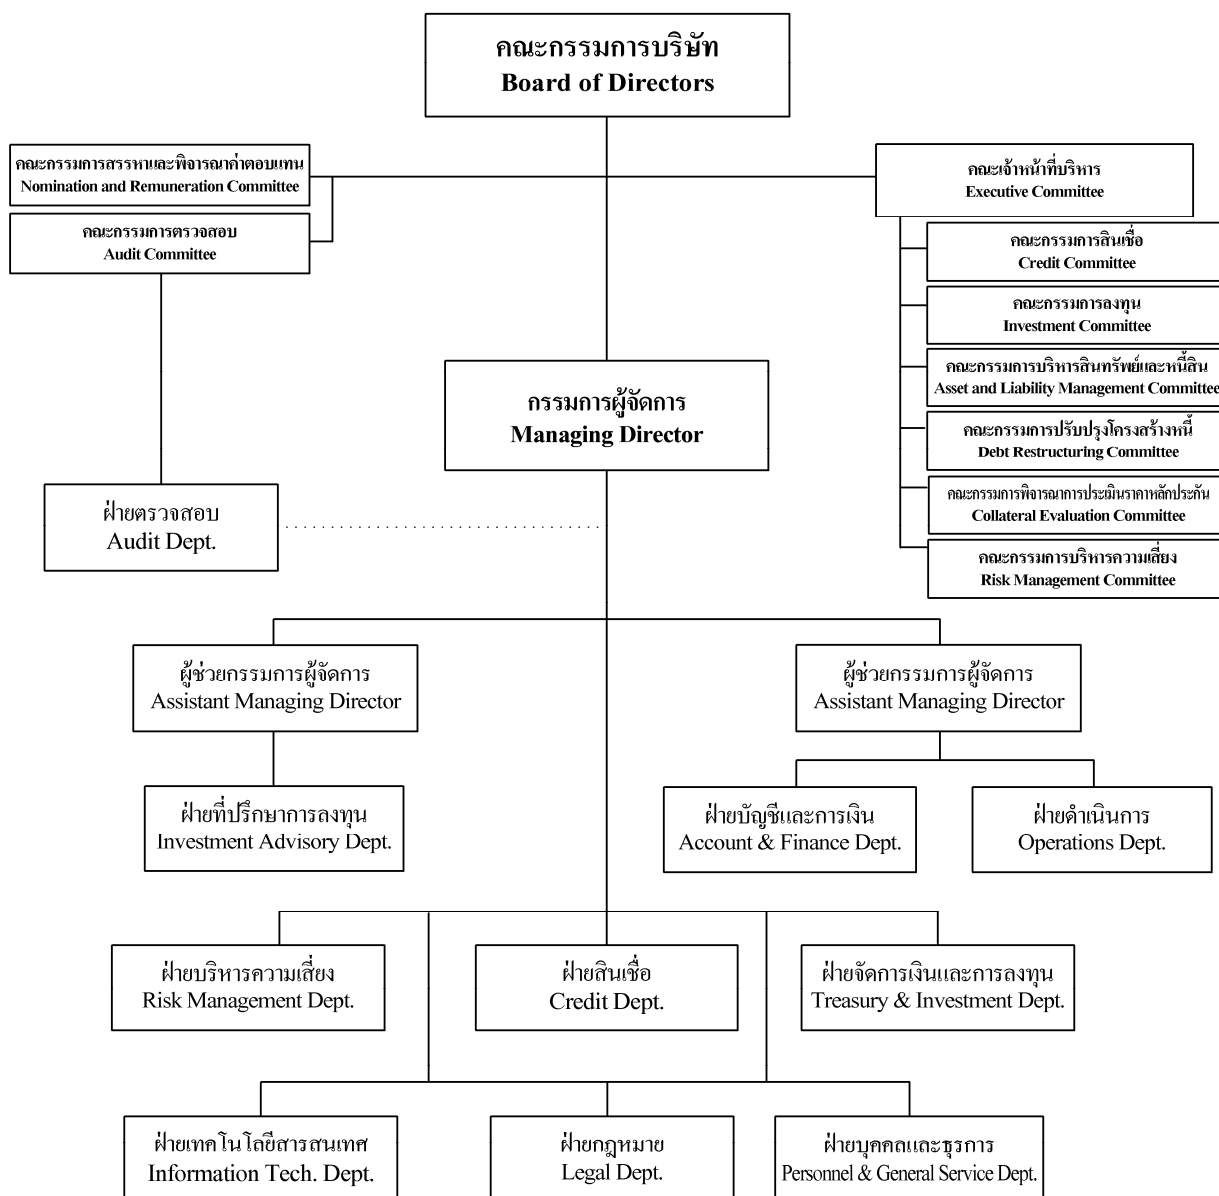 คณะกรรมการบริษัท
Board of Directors
คณะกรรมการสรรหาและพิจารณาค่าตอบแทน
Nomination and Remuneration Committee
คณะกรรมการตรวจสอบ
Audit Committee
คณะเจ้าหน้าที่บริหาร
Executive Committee
คณะกรรมการสินเชื่อ
Credit Committee
คณะกรรมการลงทุน
Investment Committee
คณะกรรมการบริหารสินทรัพย์และหนี้สิน
Asset and Liability Management Committee
คณะกรรมการปรับปรุงโครงสร้างหนี้
Debt Restructuring Committee
คณะกรรมการพิจารณาการประเมินราคาหลักประกัน
Collateral Evaluation Committee
คณะกรรมการบริหารความเสี่ยง
Risk Management Committee
กรรมการผู้จัดการ
Managing Director
ฝ่ายตรวจสอบ
Audit Dept.
ผู้ช่วยกรรมการผู้จัดการ
Assistant Managing Director
ผู้ช่วยกรรมการผู้จัดการ
Assistant Managing Director
ฝ่ายที่ปรึกษาการลงทุน
Investment Advisory Dept.
ฝ่ายบัญชีและการเงิน
Account & Finance Dept.
ฝ่ายดำเนินการ
Operations Dept.
ฝ่ายบริหารความเสี่ยง
Risk Management Dept.
ฝ่ายสินเชื่อ
Credit Dept.
ฝ่ายจัดการเงินและการลงทุน
Treasury & Investment Dept.
ฝ่ายเทคโนโลยีสารสนเทศ
Information Tech. Dept.
ฝ่ายกฎหมาย
Legal Dept.
ฝ่ายบุคคลและธุรการ
Personnel & General Service Dept.